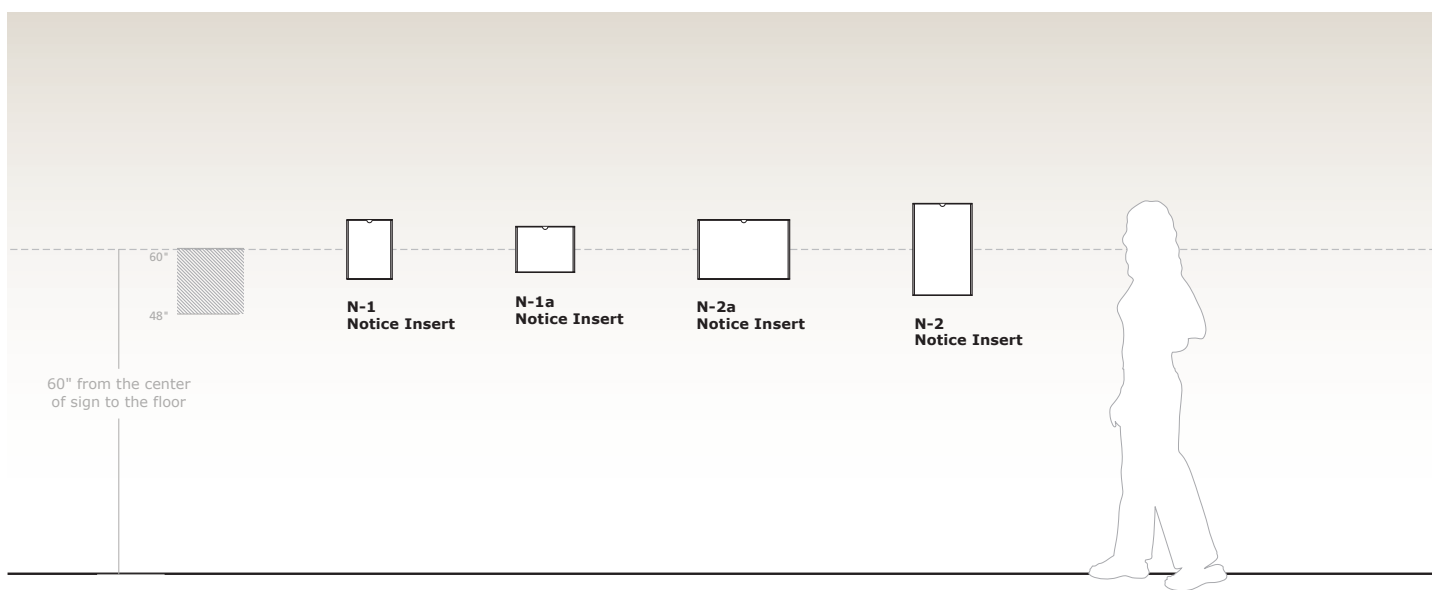 60"
48"
60" from the center
of sign to the floor
N-1
Notice Insert
N-1a
Notice Insert
N-2a
Notice Insert
N-2
Notice Insert